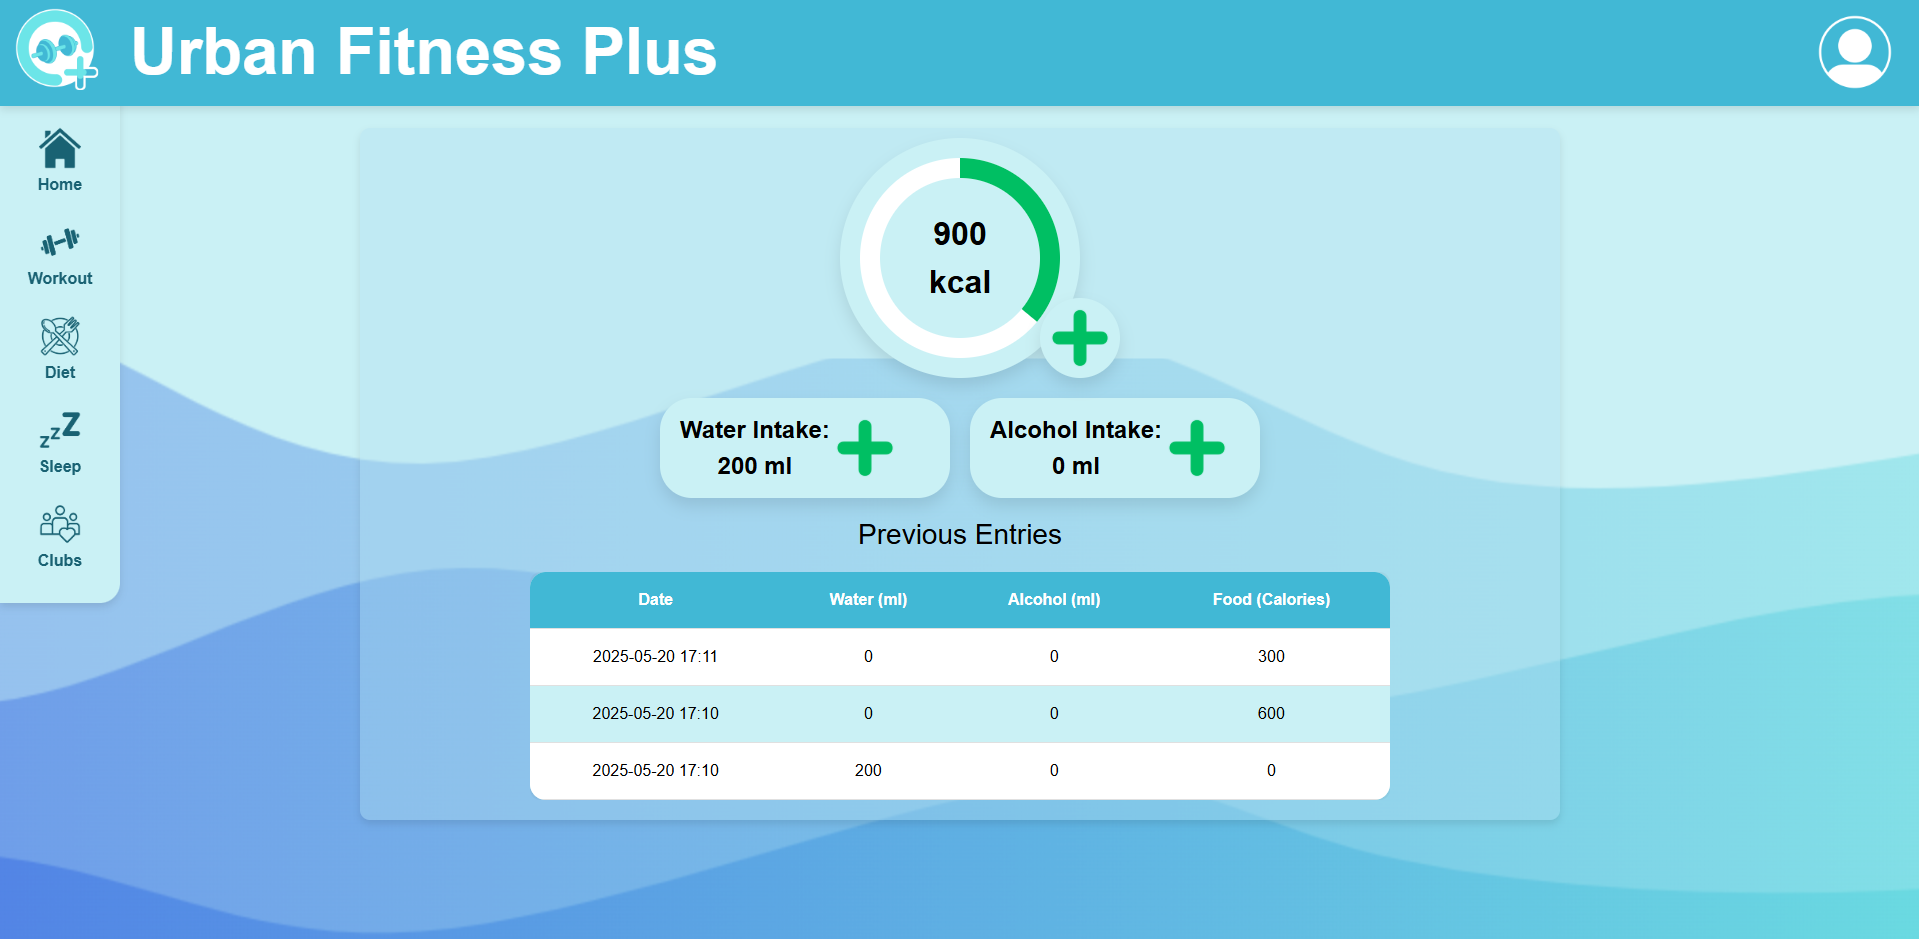 Urban Fitness Plus
Home
Workout
Diet
zzZ
Sleep
Clubs
900
kcal
Water Intake:
200 ml
Alcohol Intake:
0 ml
Previous Entries
Date Water (ml) Alcohol (ml) Food (Calories)
2025-05-20 17:11 0 0 300
2025-05-20 17:10 0 0 600
2025-05-20 17:10 200 0 0